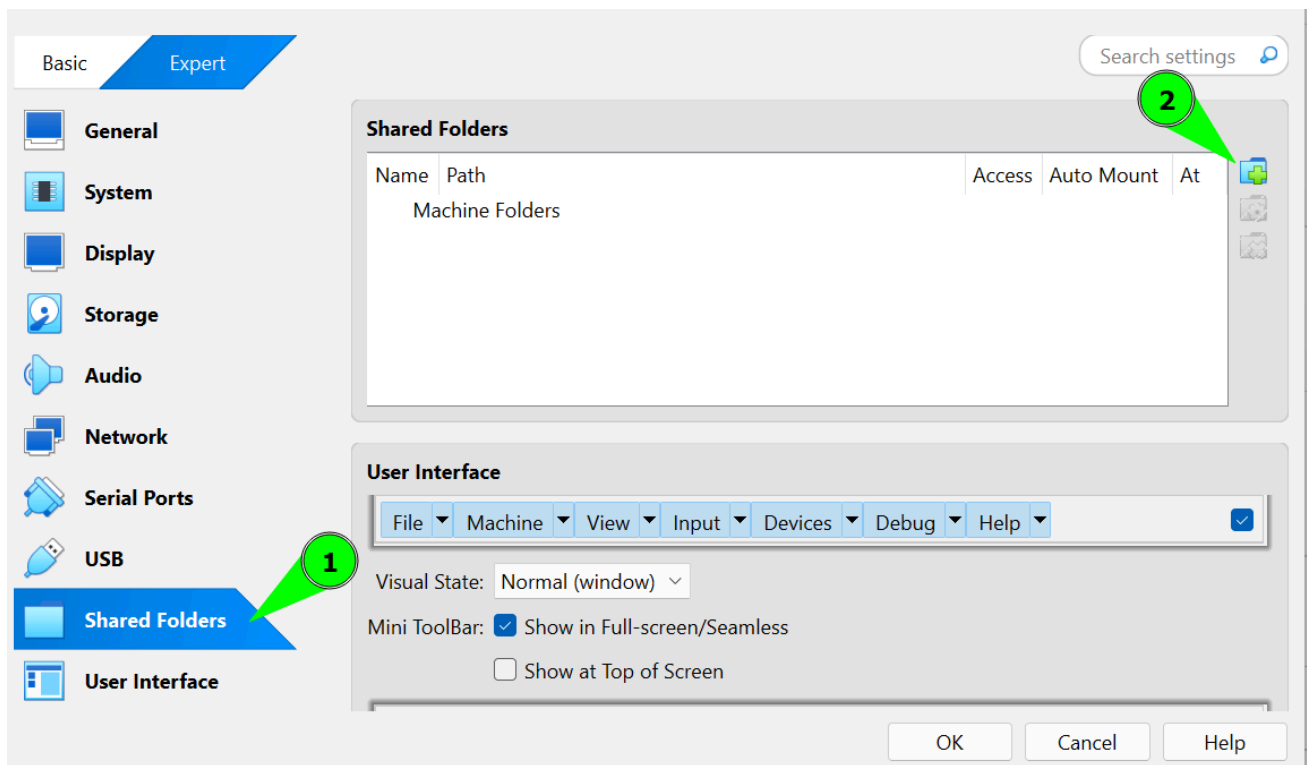 Basic Expert Search settings
General
System
Display
Storage
Audio
Network
Serial Ports
USB
Shared Folders
User Interface
1
2
Shared Folders
Name Path Access Auto Mount At
Machine Folders
User Interface
File Machine View Input Devices Debug Help
Visual State: Normal (window)
Mini ToolBar: Show in Full-screen/Seamless
Show at Top of Screen
OK Cancel Help